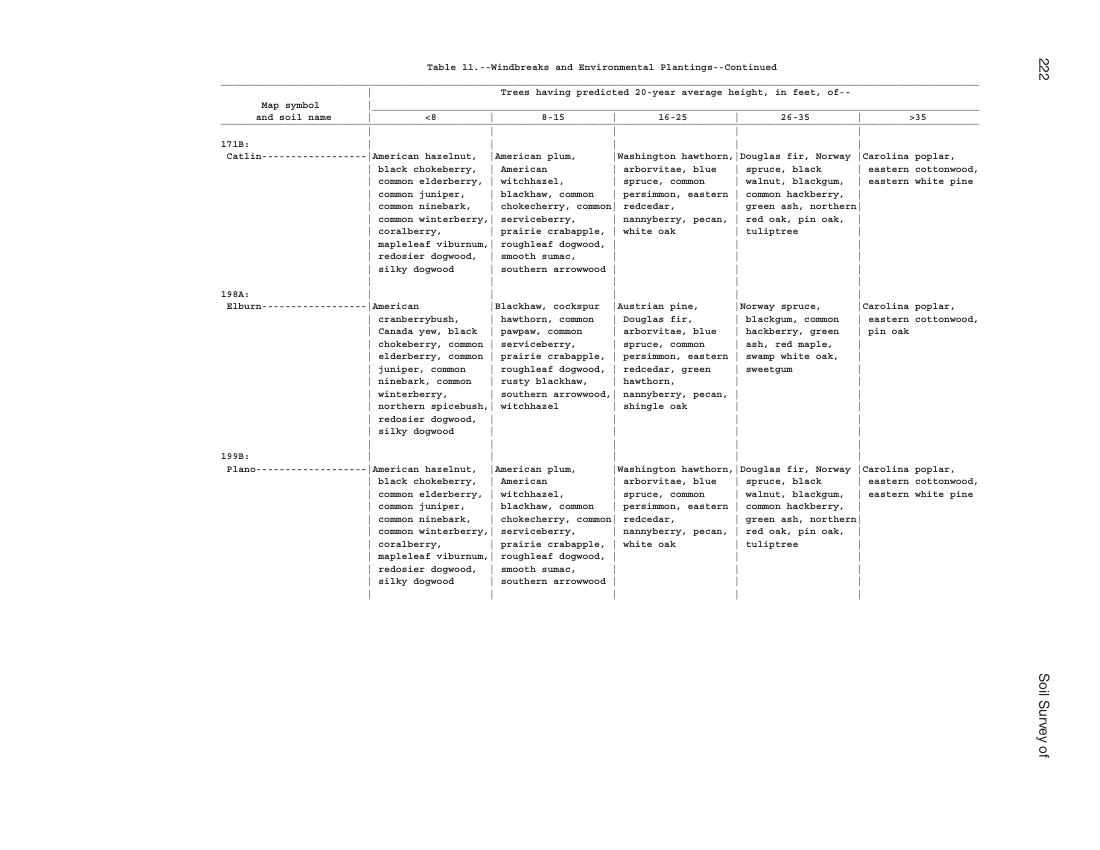 222
Table 11.--Windbreaks and Environmental Plantings--Continued
Trees having predicted 20-year average height, in feet, of--
Map symbol
and soil name | <8 | 8-15 | 16-25 | 26-35 | >35
171B:
Catlin------------------|American hazelnut, |American plum, |Washington hawthorn,|Douglas fir, Norway |Carolina poplar,
| black chokeberry, | American | arborvitae, blue | spruce, black | eastern cottonwood,
| common elderberry, | witchhazel, | spruce, common | walnut, blackgum, | eastern white pine
| common juniper, | blackhaw, common | persimmon, eastern | common hackberry, |
| common ninebark, | chokecherry, common| redcedar, | green ash, northern|
| common winterberry,| serviceberry, | nannyberry, pecan, | red oak, pin oak, |
| coralberry, | prairie crabapple, | white oak | tuliptree |
| mapleleaf viburnum,| roughleaf dogwood, | | |
| redosier dogwood, | smooth sumac, | | |
| silky dogwood | southern arrowwood | | |
198A:
Elburn------------------|American |Blackhaw, cockspur |Austrian pine, |Norway spruce, |Carolina poplar,
| cranberrybush, | hawthorn, common | Douglas fir, | blackgum, common | eastern cottonwood,
| Canada yew, black | pawpaw, common | arborvitae, blue | hackberry, green | pin oak
| chokeberry, common | serviceberry, | spruce, common | ash, red maple, |
| elderberry, common | prairie crabapple, | persimmon, eastern | swamp white oak, |
| juniper, common | roughleaf dogwood, | redcedar, green | sweetgum |
| ninebark, common | rusty blackhaw, | hawthorn, | |
| winterberry, | southern arrowwood,| nannyberry, pecan, | |
| northern spicebush,| witchhazel | shingle oak | |
| redosier dogwood, | | | |
| silky dogwood | | | |
199B:
Plano-------------------|American hazelnut, |American plum, |Washington hawthorn,|Douglas fir, Norway |Carolina poplar,
| black chokeberry, | American | arborvitae, blue | spruce, black | eastern cottonwood,
| common elderberry, | witchhazel, | spruce, common | walnut, blackgum, | eastern white pine
| common juniper, | blackhaw, common | persimmon, eastern | common hackberry, |
| common ninebark, | chokecherry, common| redcedar, | green ash, northern|
| common winterberry,| serviceberry, | nannyberry, pecan, | red oak, pin oak, |
| coralberry, | prairie crabapple, | white oak | tuliptree |
| mapleleaf viburnum,| roughleaf dogwood, | | |
| redosier dogwood, | smooth sumac, | | |
| silky dogwood | southern arrowwood | | |
Soil Survey of